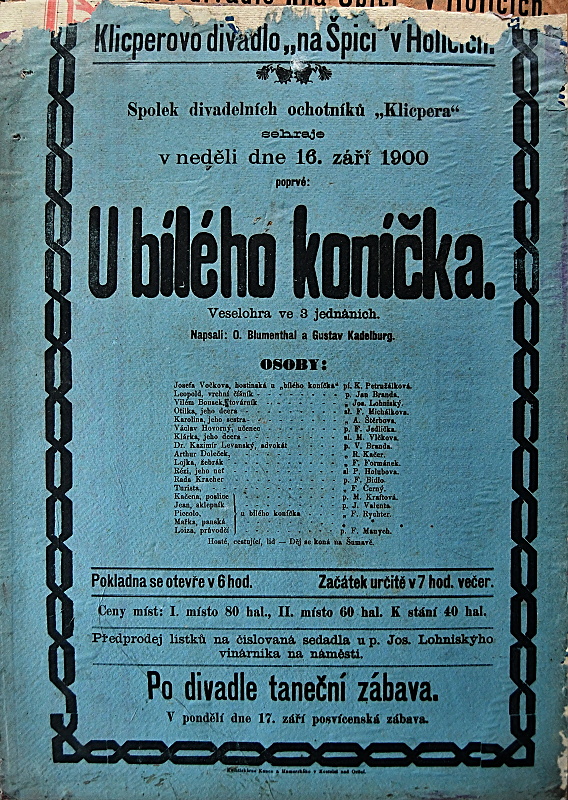 Klicperovo divadlo „na Špici" v Holicích.
Spolek divadelních ochotníků „Klicpera"
sehraje
v neděli dne 16. září 1900
poprvé:
U bílého koníčka.
Veselohra ve 3 jednáních.
Napsali: O. Blumenthal a Gustav Kadelburg.
OSOBY:
Josefa Vočkova, hostinská u „bílého koníčka" pí. K. Petružálková.
Leopold, vrchní číšník p. Jan Branda.
Vilém Bousek, továrník „ Jos. Lohniský.
Otilka, jeho dcera sl. F. Michálkova.
Karolina, jeho sestra „ A. Štěrbova.
Václav Hovorný, učenec p. F. Jedlička.
Klárka, jeho dcera sl. M. Vlčkova.
Dr. Kazimír Levanský, advokát p. V. Branda.
Arthur Doleček, „ R. Kačer.
Lojka, žebrák „ F. Formánek.
Rézi, jeho neť sl P. Holubova.
Rada Kracher p. F. Bidlo.
Turista „ F. Černý.
Kačena, poslice p. M. Kraftová.
Jean, sklepník p. J. Valenta.
Piccolo, u bílého koníčka „ F. Rychter.
Mařka, panská
Loiza, průvodčí p. F. Manych.
Hosté, cestující, lid — Děj se koná na Šumavě.
Pokladna se otevře v 6 hod. Začátek určitě v 7 hod. večer.
Ceny míst: I. místo 80 hal., II. místo 60 hal. K stání 40 hal.
Předprodej lístků na číslovaná sedadla u p. Jos. Lohniskýho
vinárníka na náměstí.
Po divadle taneční zábava.
V pondělí dne 17. září posvícenská zábava.